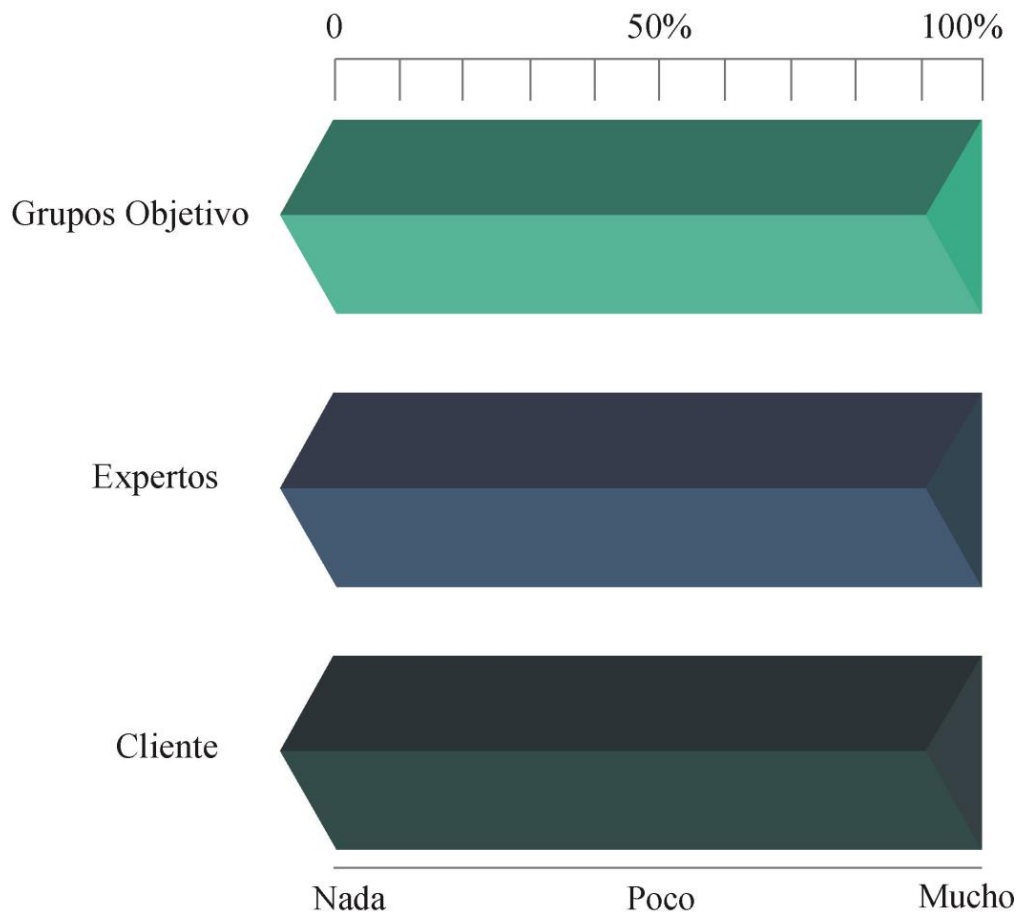 0 50% 100%
Grupos Objetivo
Expertos
Cliente
Nada Poco Mucho